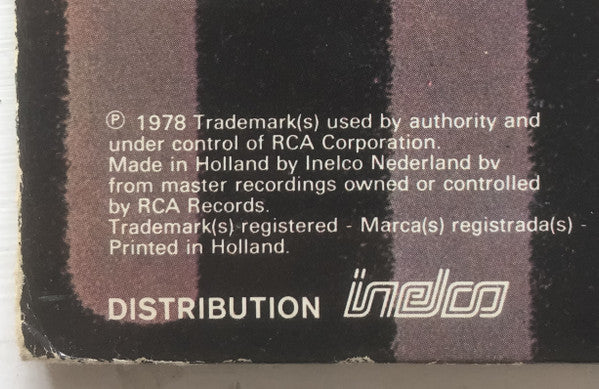 ℗ 1978 Trademark(s) used by authority and
under control of RCA Corporation.
Made in Holland by Inelco Nederland bv
from master recordings owned or controlled
by RCA Records.
Trademark(s) registered - Marca(s) registrada(s) -
Printed in Holland.
DISTRIBUTION inelco